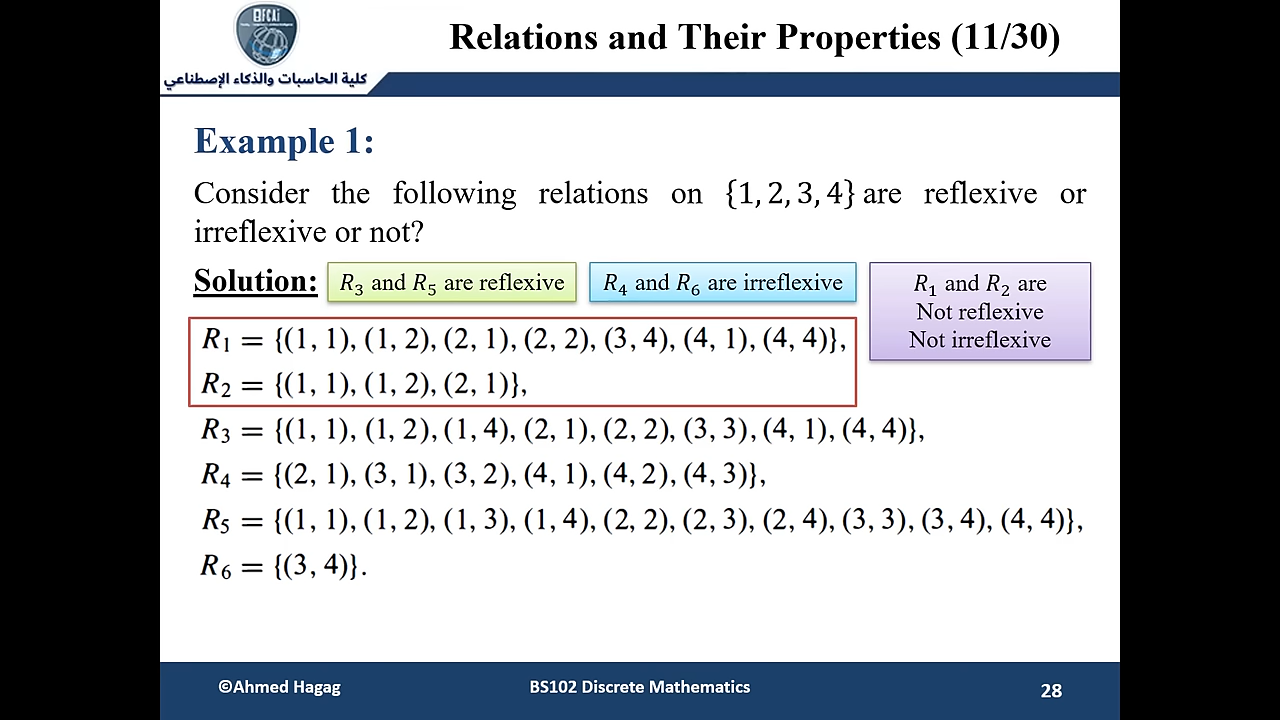 BFCAi
Relations and Their Properties (11/30)
كلية الحاسبات والذكاء الإصطناعي
Example 1:
Consider the following relations on {1, 2, 3, 4} are reflexive or
irreflexive or not?
Solution:
R₃ and R₅ are reflexive
R₄ and R₆ are irreflexive
R₁ and R₂ are
Not reflexive
Not irreflexive
R₁ = {(1, 1), (1, 2), (2, 1), (2, 2), (3, 4), (4, 1), (4, 4)},
R₂ = {(1, 1), (1, 2), (2, 1)},
R₃ = {(1, 1), (1, 2), (1, 4), (2, 1), (2, 2), (3, 3), (4, 1), (4, 4)},
R₄ = {(2, 1), (3, 1), (3, 2), (4, 1), (4, 2), (4, 3)},
R₅ = {(1, 1), (1, 2), (1, 3), (1, 4), (2, 2), (2, 3), (2, 4), (3, 3), (3, 4), (4, 4)},
R₆ = {(3, 4)}.
©Ahmed Hagag
BS102 Discrete Mathematics
28